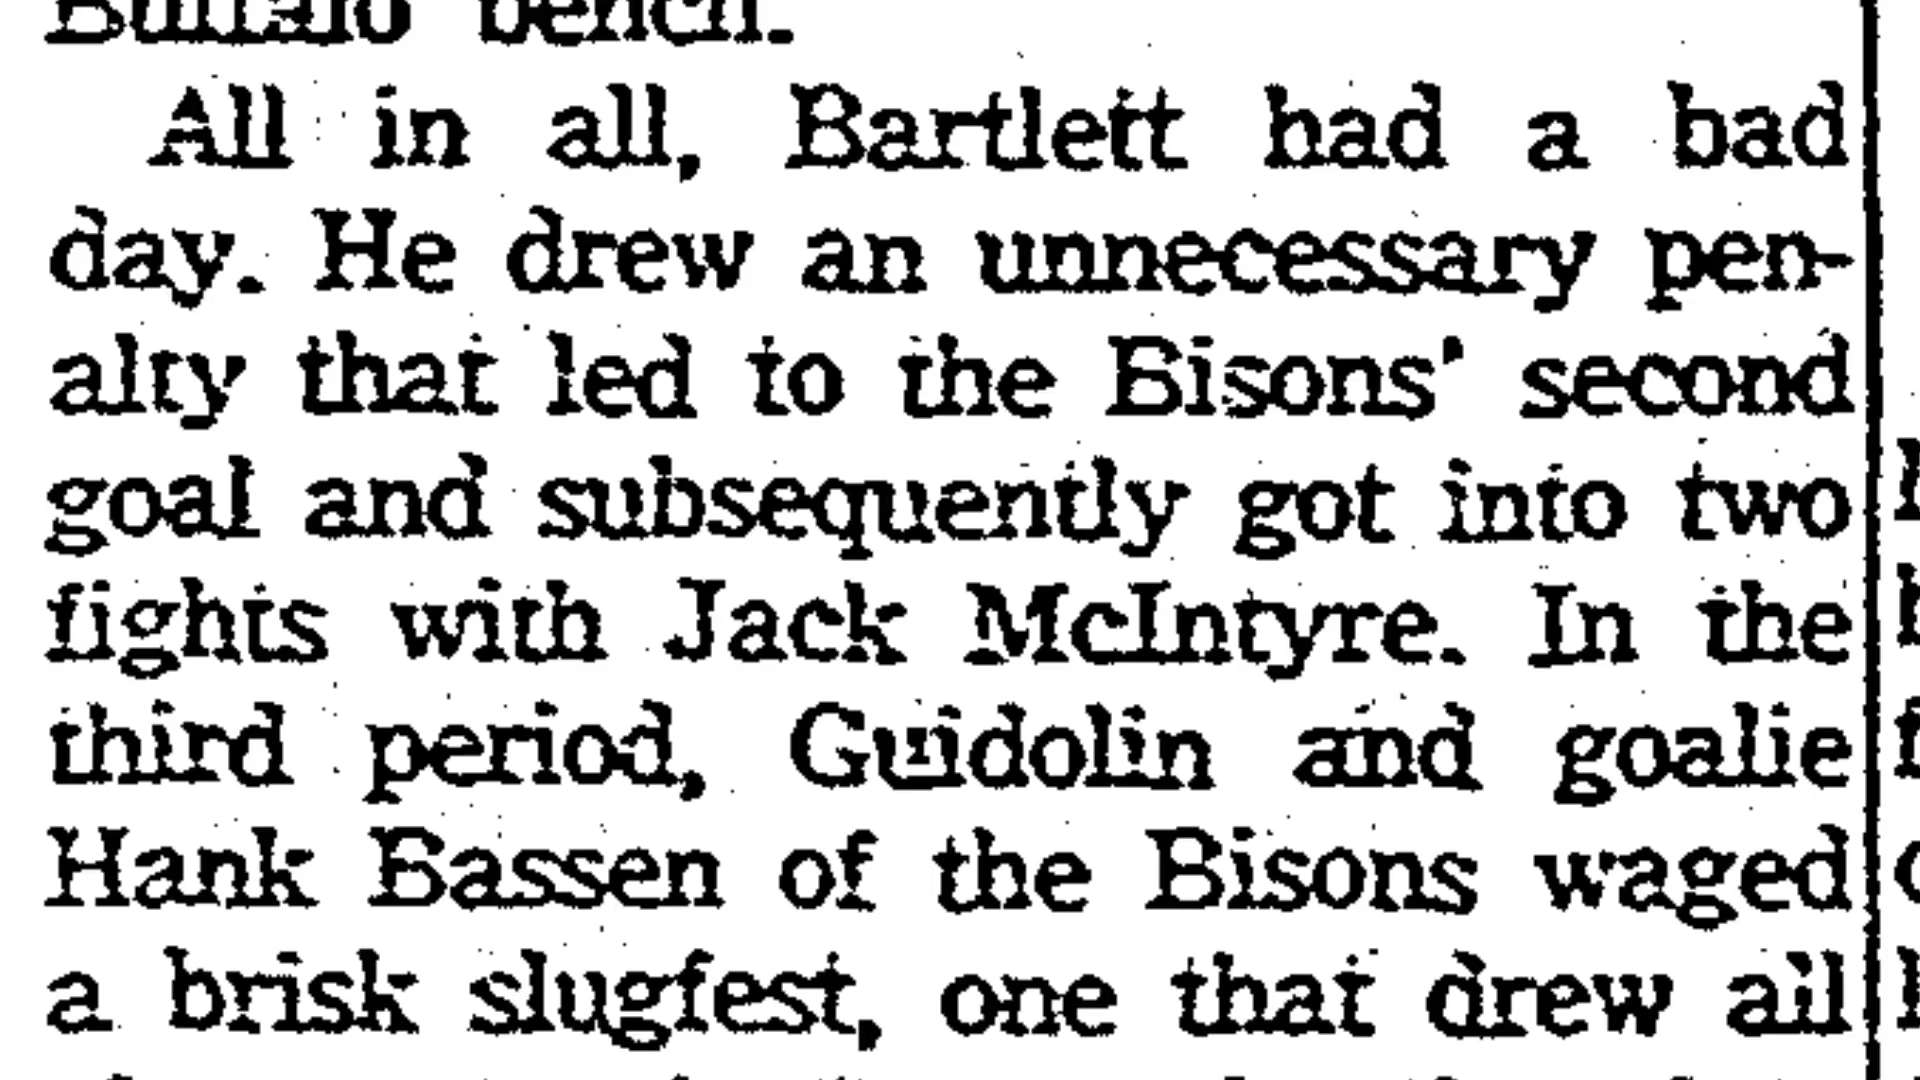 Buffalo bench.
All in all, Bartlett had a bad
day. He drew an unnecessary pen-
alty that led to the Bisons' second
goal and subsequently got into two
fights with Jack McIntyre. In the
third period, Guidolin and goalie
Hank Bassen of the Bisons waged
a brisk slugfest, one that drew all